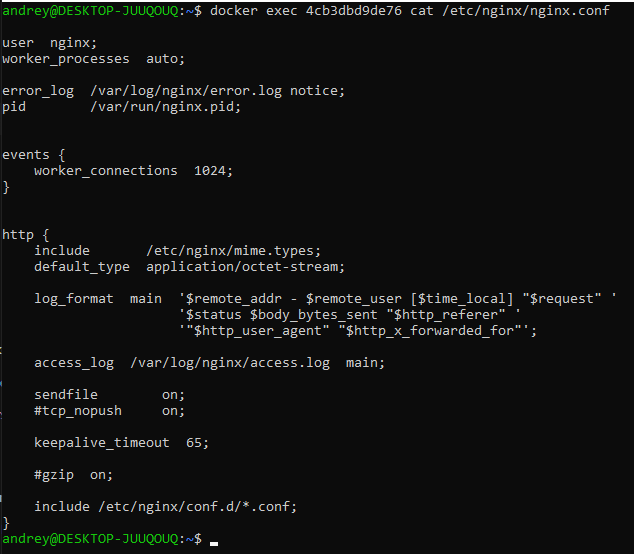 andrey@DESKTOP-JUUQOUQ:~$ docker exec 4cb3dbd9de76 cat /etc/nginx/nginx.conf
user  nginx;
worker_processes  auto;
error_log  /var/log/nginx/error.log notice;
pid        /var/run/nginx.pid;
events {
    worker_connections  1024;
}
http {
    include       /etc/nginx/mime.types;
    default_type  application/octet-stream;
    log_format  main  '$remote_addr - $remote_user [$time_local] "$request" '
                      '$status $body_bytes_sent "$http_referer" '
                      '"$http_user_agent" "$http_x_forwarded_for"';
    access_log  /var/log/nginx/access.log  main;
    sendfile        on;
    #tcp_nopush     on;
    keepalive_timeout  65;
    #gzip  on;
    include /etc/nginx/conf.d/*.conf;
}
andrey@DESKTOP-JUUQOUQ:~$